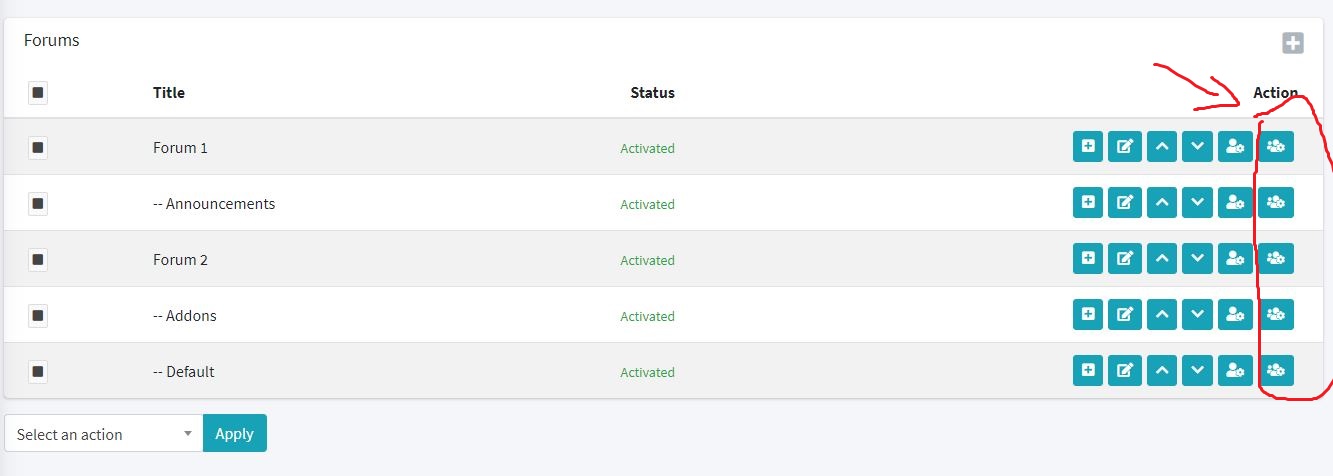 Forums
Title Status Action
Forum 1 Activated
-- Announcements Activated
Forum 2 Activated
-- Addons Activated
-- Default Activated
Select an action Apply